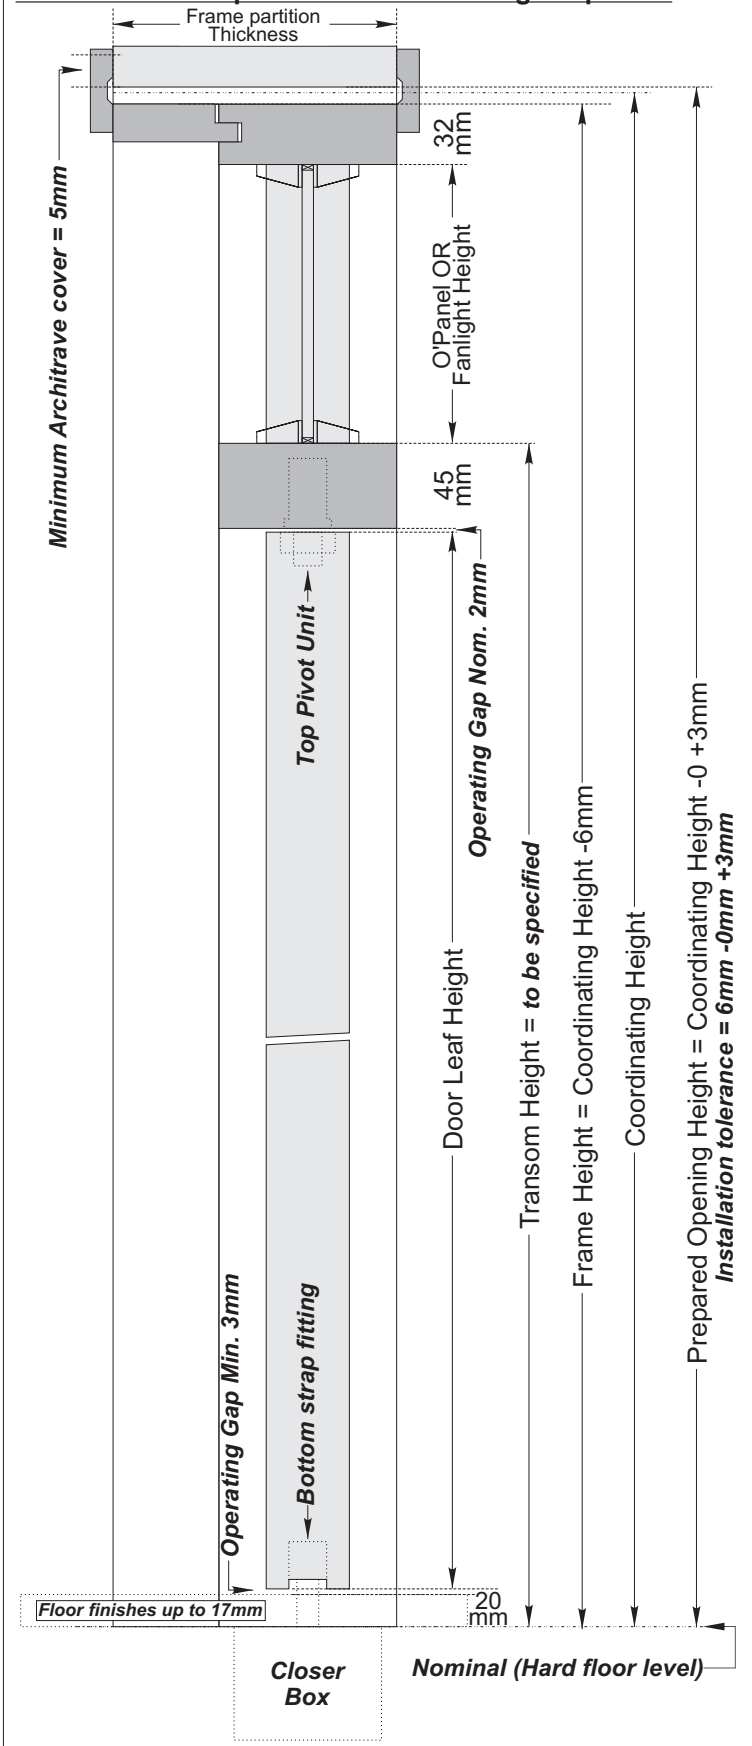 Frame partition
Thickness
Minimum Architrave cover = 5mm
32
mm
O'Panel OR
Fanlight Height
45
mm
Operating Gap Nom. 2mm
Top Pivot Unit
Door Leaf Height
Transom Height = to be specified
Frame Height = Coordinating Height -6mm
Coordinating Height
Prepared Opening Height = Coordinating Height -0 +3mm
Installation tolerance = 6mm -0mm +3mm
Operating Gap Min. 3mm
Bottom strap fitting
Floor finishes up to 17mm
20
mm
Closer
Box
Nominal (Hard floor level)